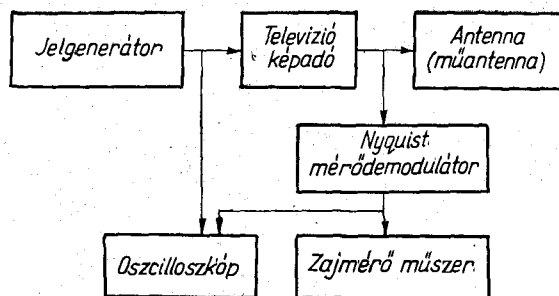 Jelgenerátor
Televízió
képadó
Antenna
(műantenna)
Nyquist
mérődemodulátor
Oszcilloszkóp
Zajmérő műszer